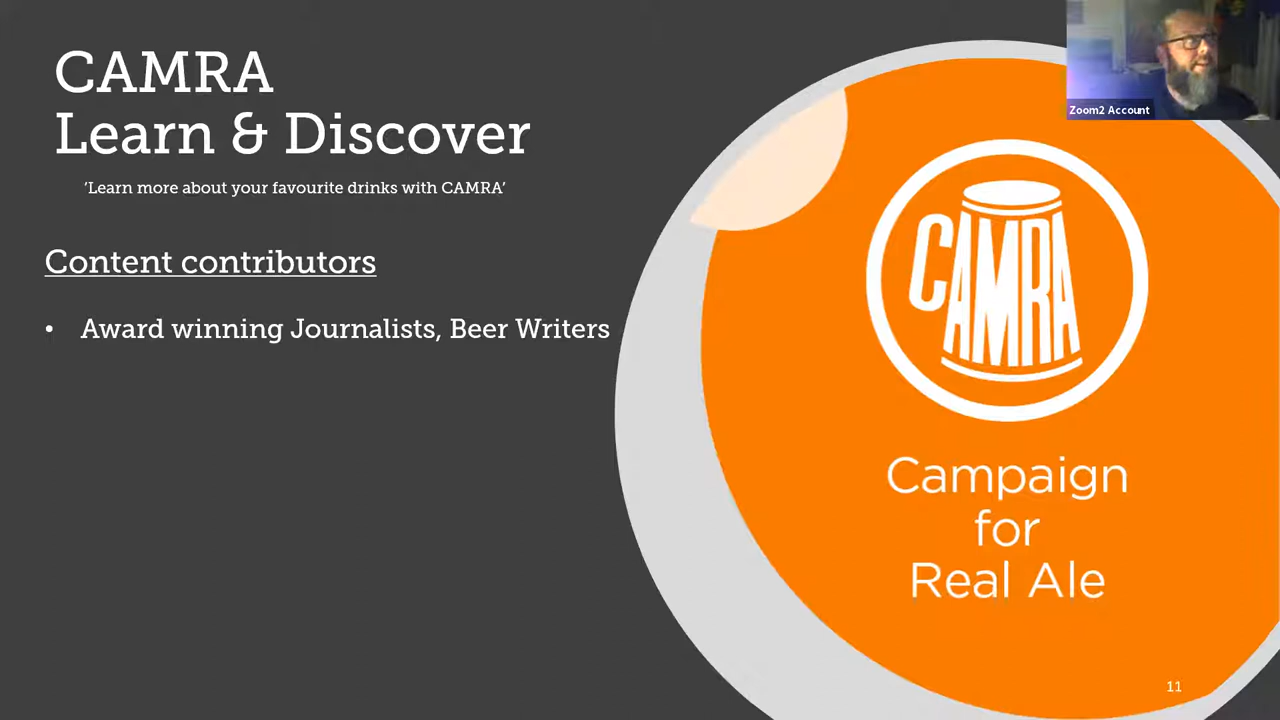 CAMRA
Learn & Discover
‘Learn more about your favourite drinks with CAMRA’
Content contributors
• Award winning Journalists, Beer Writers
Zoom2 Account
CAMRA
Campaign
for
Real Ale
11